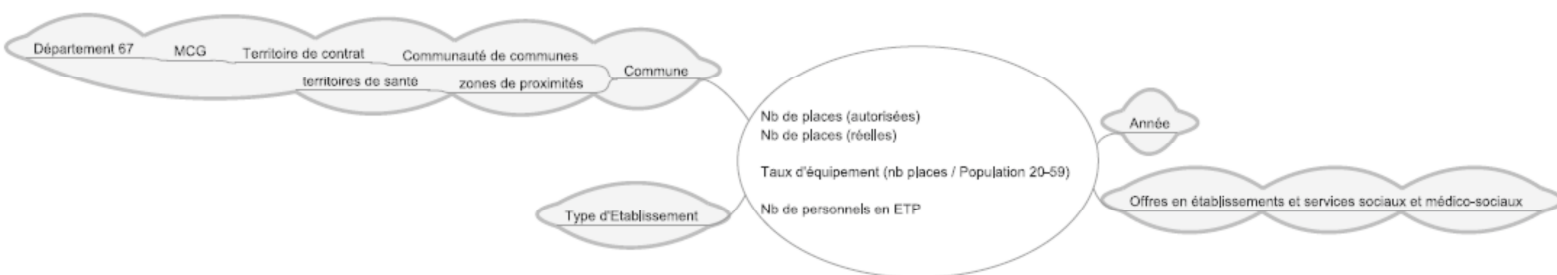 Département 67 MCG Territoire de contrat Communauté de communes
territoires de santé zones de proximités
Commune
Nb de places (autorisées)
Nb de places (réelles)
Taux d'équipement (nb places / Population 20–59)
Nb de personnels en ETP
Type d'Etablissement
Année
Offres en établissements et services sociaux et médico-sociaux